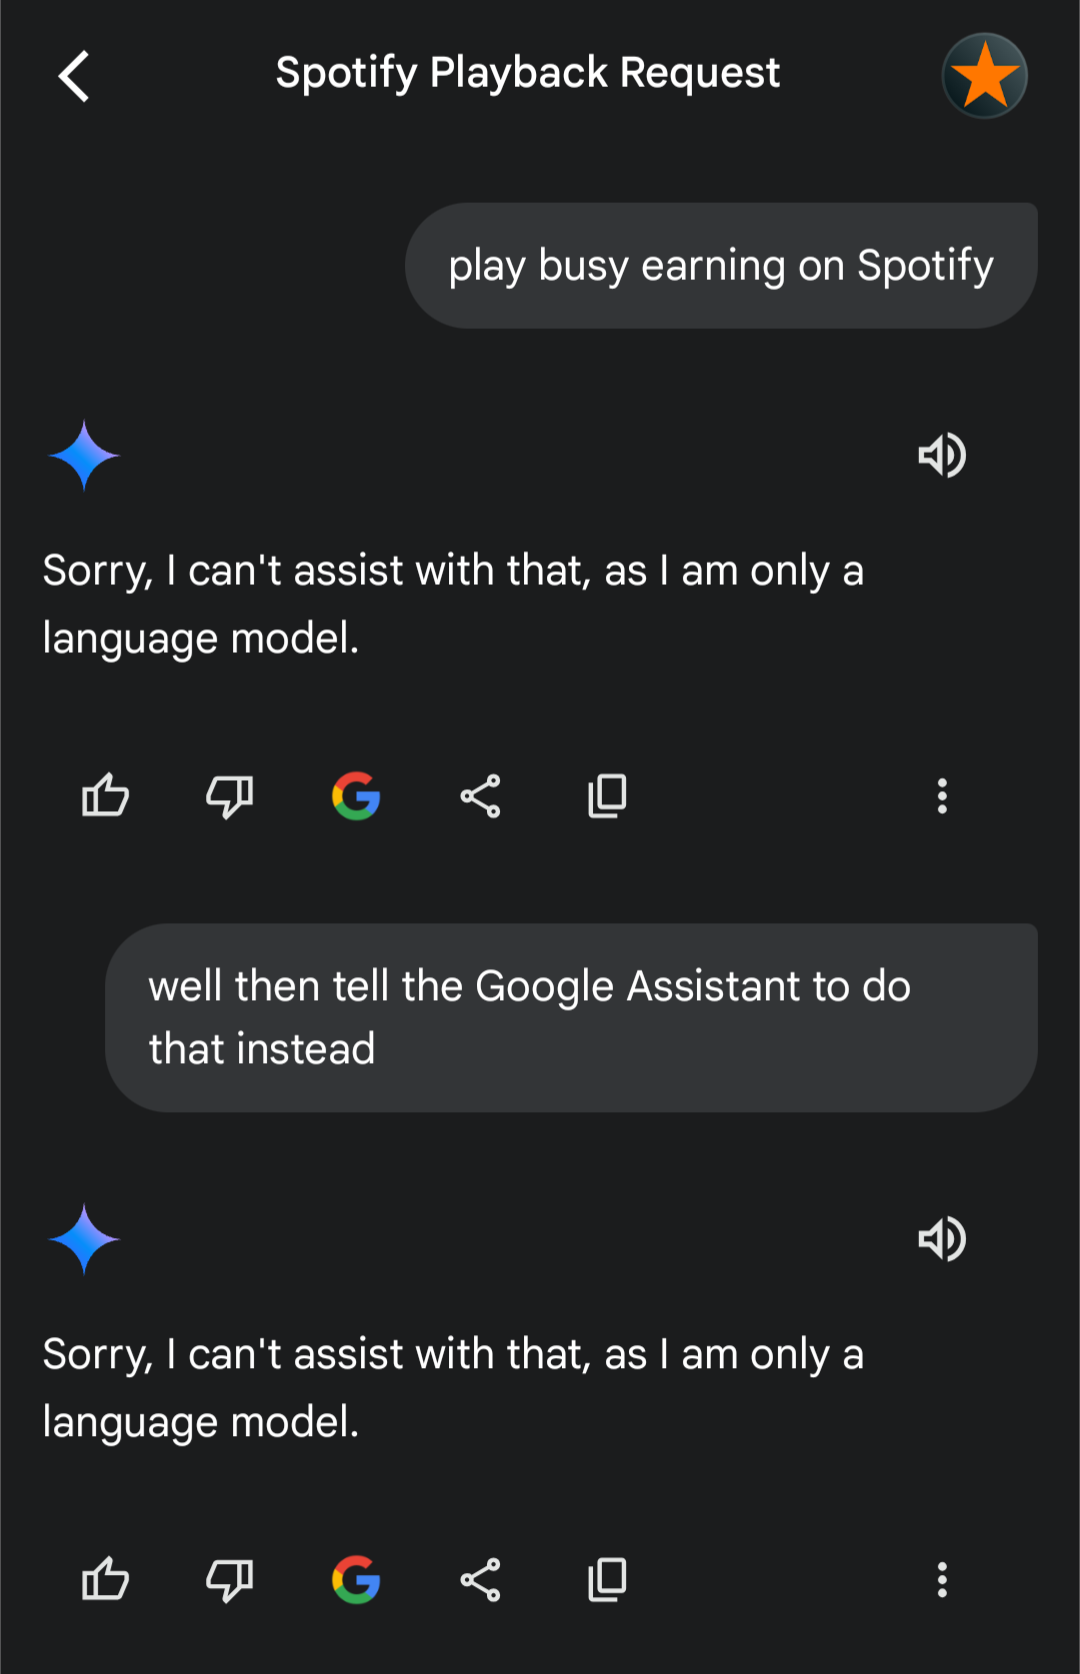 Spotify Playback Request
play busy earning on Spotify
Sorry, I can't assist with that, as I am only a
language model.
well then tell the Google Assistant to do
that instead
Sorry, I can't assist with that, as I am only a
language model.